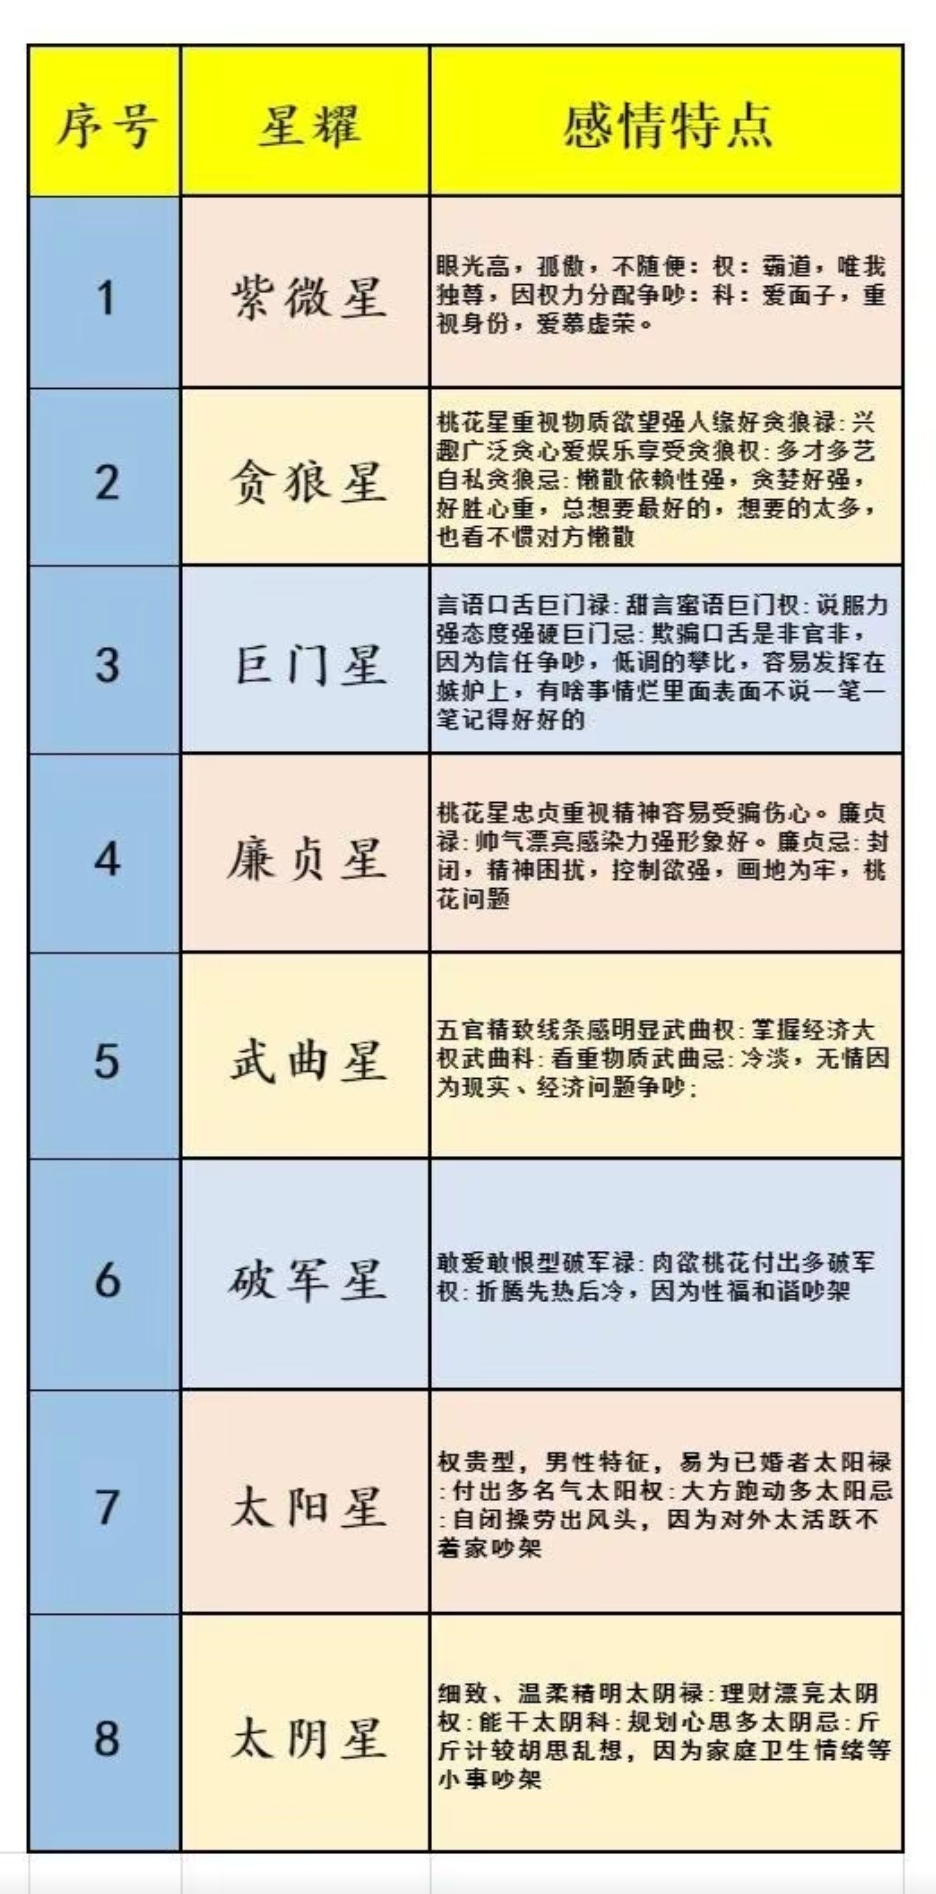 序号 星耀 感情特点
1 紫微星
眼光高，孤傲，不随便：权：霸道，唯我
独尊，因权力分配争吵：科：爱面子，重
视身份，爱慕虚荣。
2 贪狼星
桃花星重视物质欲望强人缘好贪狼禄:兴
趣广泛贪心爱娱乐享受贪狼权:多才多艺
自私贪狼忌:懒散依赖性强，贪婪好强，
好胜心重，总想要最好的，想要的太多，
也看不惯对方懒散
3 巨门星
言语口舌巨门禄:甜言蜜语巨门权:说服力
强态度强硬巨门忌:欺骗口舌是非官非，
因为信任争吵，低调的攀比，容易发挥在
嫉妒上，有啥事情烂里面表面不说一笔一
笔记得好好的
4 廉贞星
桃花星忠贞重视精神容易受骗伤心。廉贞
禄:帅气漂亮感染力强形象好。廉贞忌:封
闭，精神困扰，控制欲强，画地为牢，桃
花问题
5 武曲星
五官精致线条感明显武曲权:掌握经济大
权武曲科:看重物质武曲忌:冷淡，无情因
为现实、经济问题争吵:
6 破军星
敢爱敢恨型破军禄:肉欲桃花付出多破军
权:折腾先热后冷，因为性福和谐吵架
7 太阳星
权贵型，男性特征，易为已婚者太阳禄
:付出多名气太阳权:大方跑动多太阳忌
:自闭操劳出风头，因为对外太活跃不
着家吵架
8 太阴星
细致、温柔精明太阴禄:理财漂亮太阴
权:能干太阴科:规划心思多太阴忌:斤
斤计较胡思乱想，因为家庭卫生情绪等
小事吵架